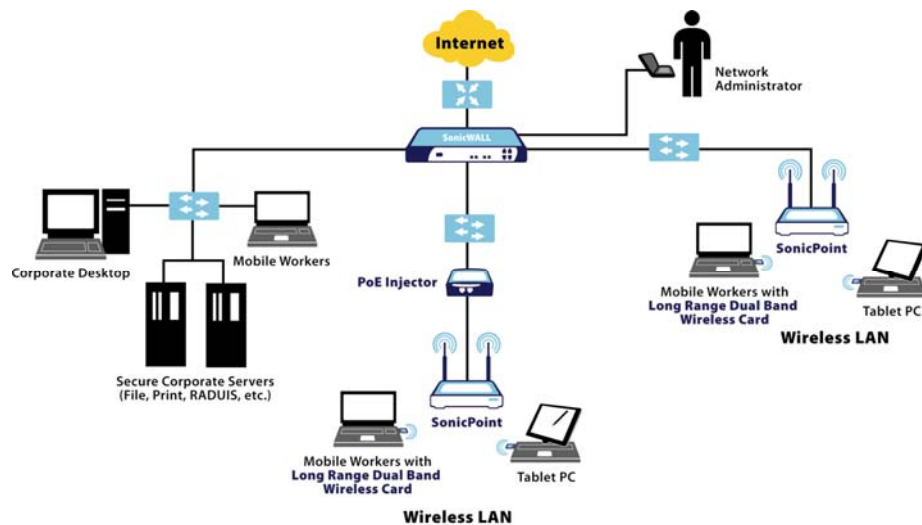 Internet
Network
Administrator
SonicWALL
Corporate Desktop
Mobile Workers
SonicPoint
Mobile Workers with
Long Range Dual Band
Wireless Card
Tablet PC
Wireless LAN
PoE Injector
Secure Corporate Servers
(File, Print, RADUIS, etc.)
SonicPoint
Mobile Workers with
Long Range Dual Band
Wireless Card
Tablet PC
Wireless LAN